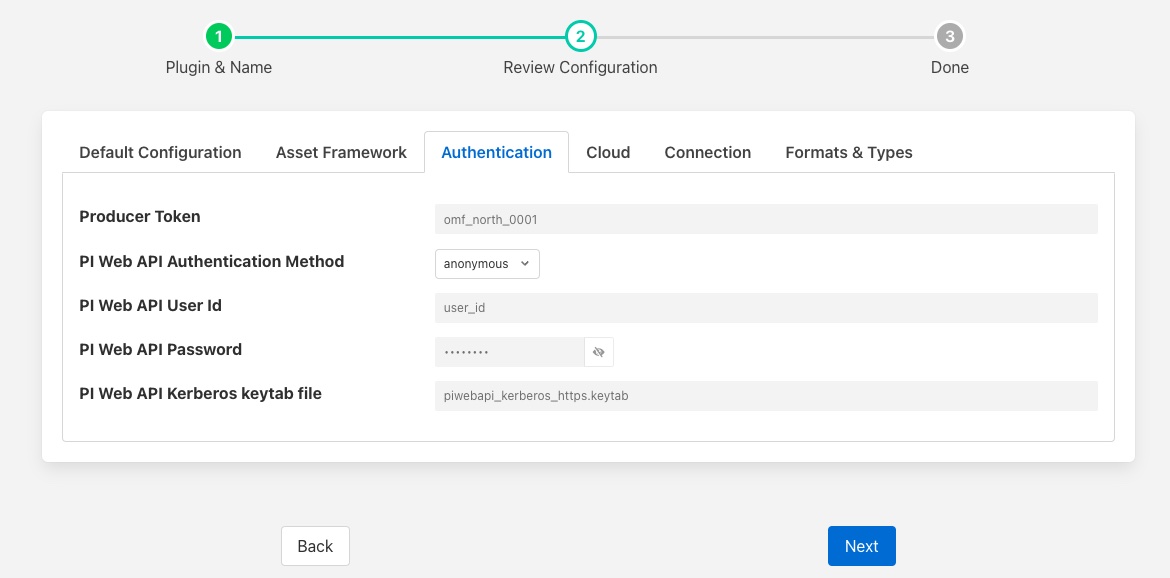 1 2 3
Plugin & Name Review Configuration Done
Default Configuration Asset Framework Authentication Cloud Connection Formats & Types
Producer Token omf_north_0001
PI Web API Authentication Method anonymous
PI Web API User Id user_id
PI Web API Password ••••••••
PI Web API Kerberos keytab file piwebapi_kerberos_https.keytab
Back Next